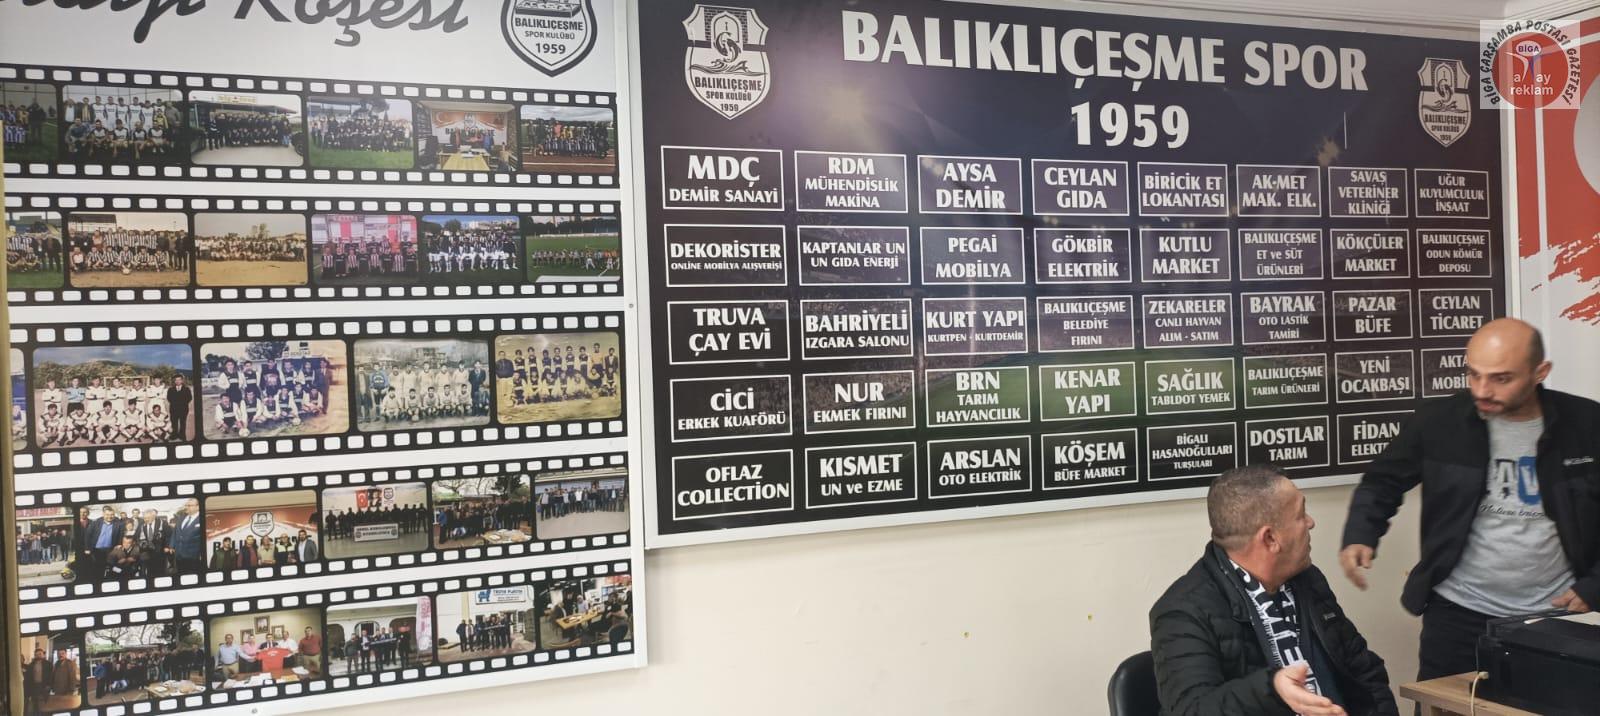 Köşesi
BALIKLIÇEŞME
SPOR KULÜBÜ
1959
BALIKLIÇEŞME
SPOR KULÜBÜ
1959
BALIKLIÇEŞME SPOR
1959
BALIKLIÇEŞME
SPOR KULÜBÜ
1959
BİGA ÇARŞAMBA POSTASI GAZETESİ
BİGA
reklam
MDÇ
DEMİR SANAYİ
RDM
MÜHENDİSLİK
MAKİNA
AYSA
DEMİR
CEYLAN
GIDA
BİRİCİK ET
LOKANTASI
AK-MET
MAK. ELK.
SAVAŞ
VETERİNER
KLİNİĞİ
UĞUR
KUYUMCULUK
İNŞAAT
DEKORİSTER
ONLINE MOBİLYA ALIŞVERİŞİ
KAPTANLAR UN
UN GIDA ENERJİ
PEGAİ
MOBİLYA
GÖKBİR
ELEKTRİK
KUTLU
MARKET
BALIKLIÇEŞME
ET ve SÜT
ÜRÜNLERİ
KÖKÇÜLER
MARKET
BALIKLIÇEŞME
ODUN KÖMÜR
DEPOSU
TRUVA
ÇAY EVİ
BAHRİYELİ
IZGARA SALONU
KURT YAPI
KURTPEN - KURTDEMİR
BALIKLIÇEŞME
BELEDİYE
FIRINI
ZEKARELER
CANLI HAYVAN
ALIM - SATIM
BAYRAK
OTO LASTİK
TAMİRİ
PAZAR
BÜFE
CEYLAN
TİCARET
CİCİ
ERKEK KUAFÖRÜ
NUR
EKMEK FIRINI
BRN
TARIM
HAYVANCILIK
KENAR
YAPI
SAĞLIK
TABLDOT YEMEK
BALIKLIÇEŞME
TARIM ÜRÜNLERİ
YENİ
OCAKBAŞI
OFLAZ
COLLECTION
KISMET
UN ve EZME
ARSLAN
OTO ELEKTRİK
KÖŞEM
BÜFE MARKET
BİGALI
HASANOĞULLARI
TURŞULARI
DOSTLAR
TARIM
FİDAN